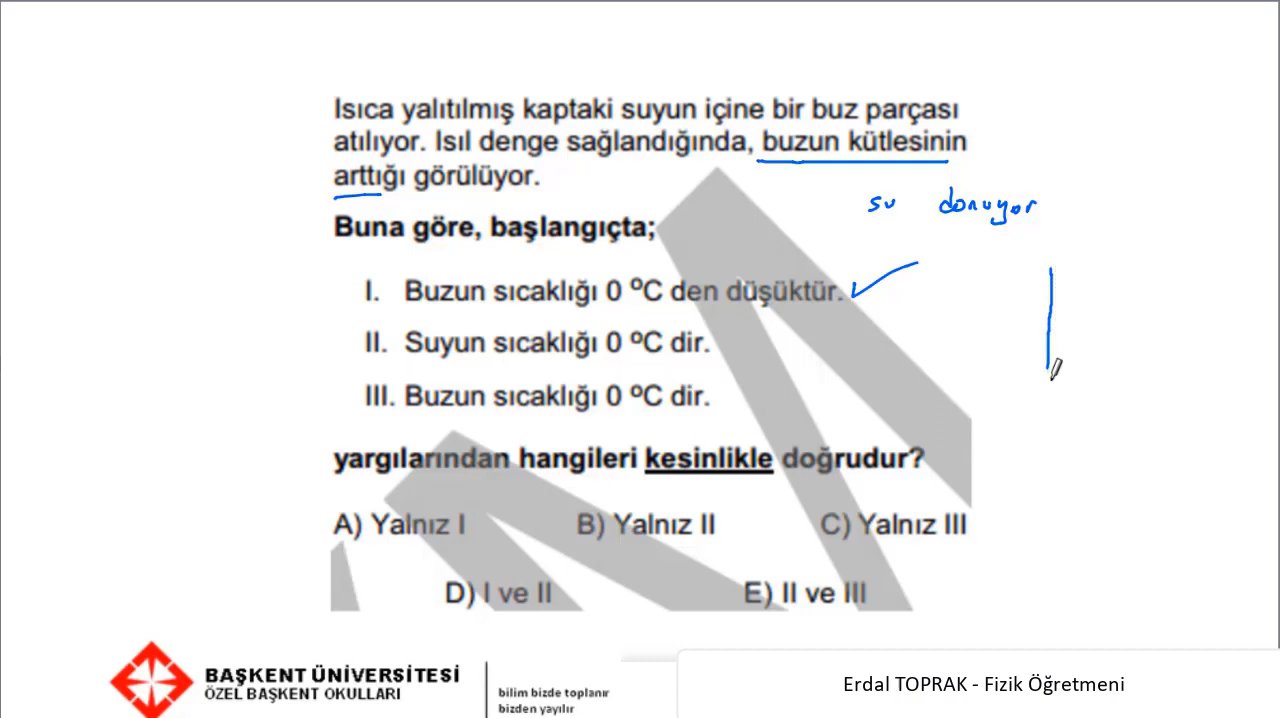 Isıca yalıtılmış kaptaki suyun içine bir buz parçası
atılıyor. Isıl denge sağlandığında, buzun kütlesinin
arttığı görülüyor.
su donuyor
Buna göre, başlangıçta;
I. Buzun sıcaklığı 0 ºC den düşüktür.
II. Suyun sıcaklığı 0 ºC dir.
III. Buzun sıcaklığı 0 ºC dir.
yargılarından hangileri kesinlikle doğrudur?
A) Yalnız I B) Yalnız II C) Yalnız III
D) I ve II E) II ve III
BAŞKENT ÜNİVERSİTESİ
ÖZEL BAŞKENT OKULLARI
bilim bizde toplanır
bizden yayılır
Erdal TOPRAK - Fizik Öğretmeni